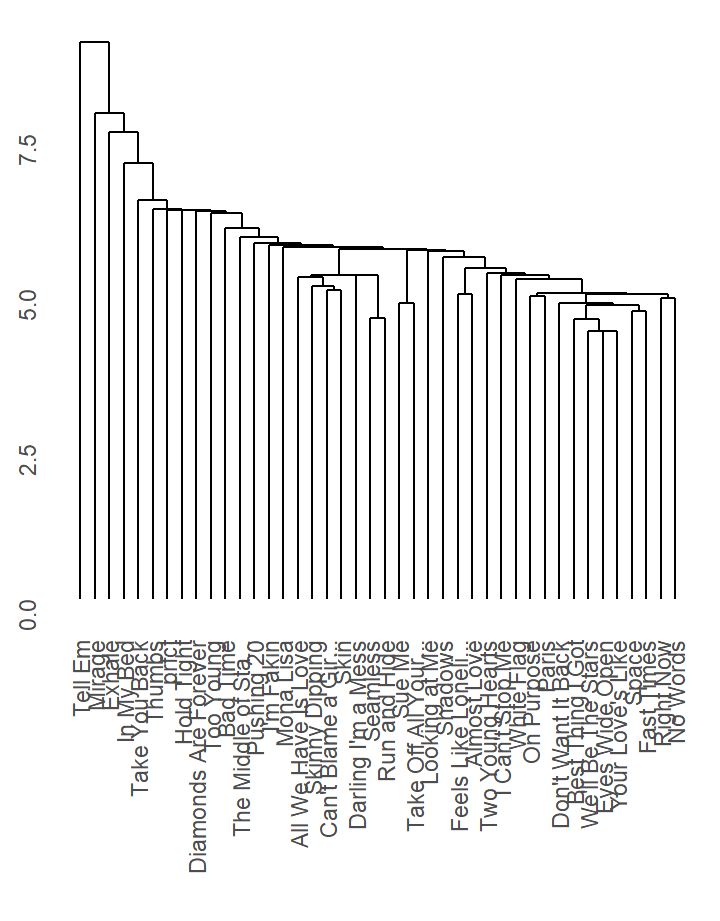 7.5
5.0
2.5
0.0
Tell Em
Mirage
Exhale
In My Bed
Take You Back
Thumbs
prict
Hold Tight
Diamonds Are Forever
Too Young
Bad Time
The Middle of Sta...
Pushing 20
I'm Fakin
Mona Lisa
All We Have Is Love
Skinny Dipping
Can't Blame a Gir...
Skin
Darling I'm a Mess
Seamless
Run and Hide
Sue Me
Take Off All Your...
Looking at Me
Shadows
Feels Like Lonell...
Almost Love
Two Young Hearts
I Can't Stop Me
White Flag
On Purpose
Bad
Don't Want It Back
Best Thing I Got
We'll Be The Stars
Eyes Wide Open
Your Love's Like
Space
Fast Times
Right Now
No Words